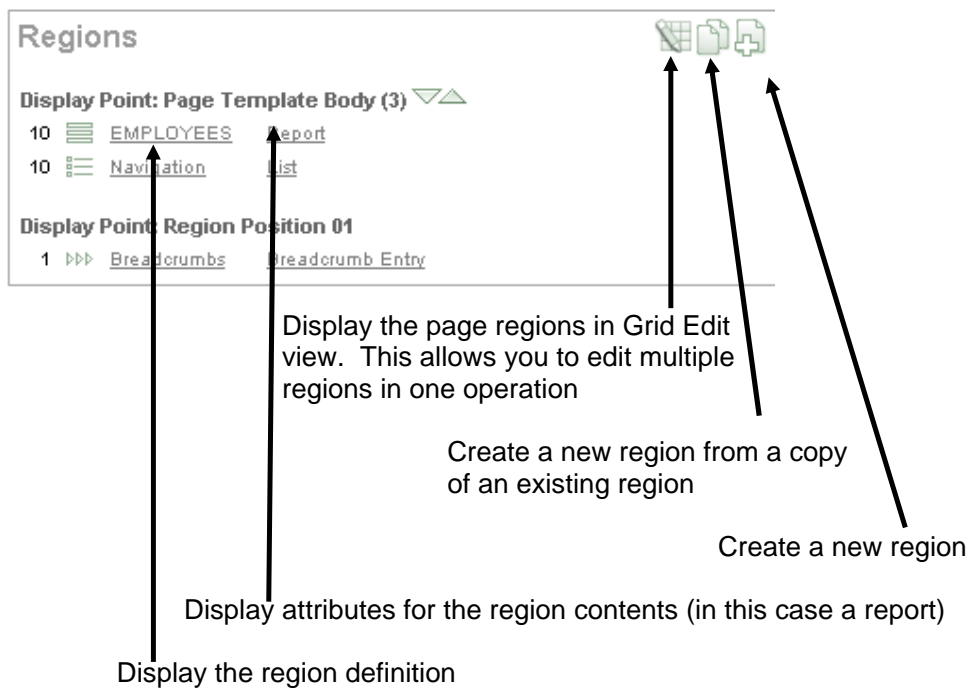 Regions
Display Point: Page Template Body (3)
10 EMPLOYEES Report
10 Navigation List
Display Point: Region Position 01
1 Breadcrumbs Breadcrumb Entry
Display the page regions in Grid Edit
view. This allows you to edit multiple
regions in one operation
Create a new region from a copy
of an existing region
Create a new region
Display attributes for the region contents (in this case a report)
Display the region definition